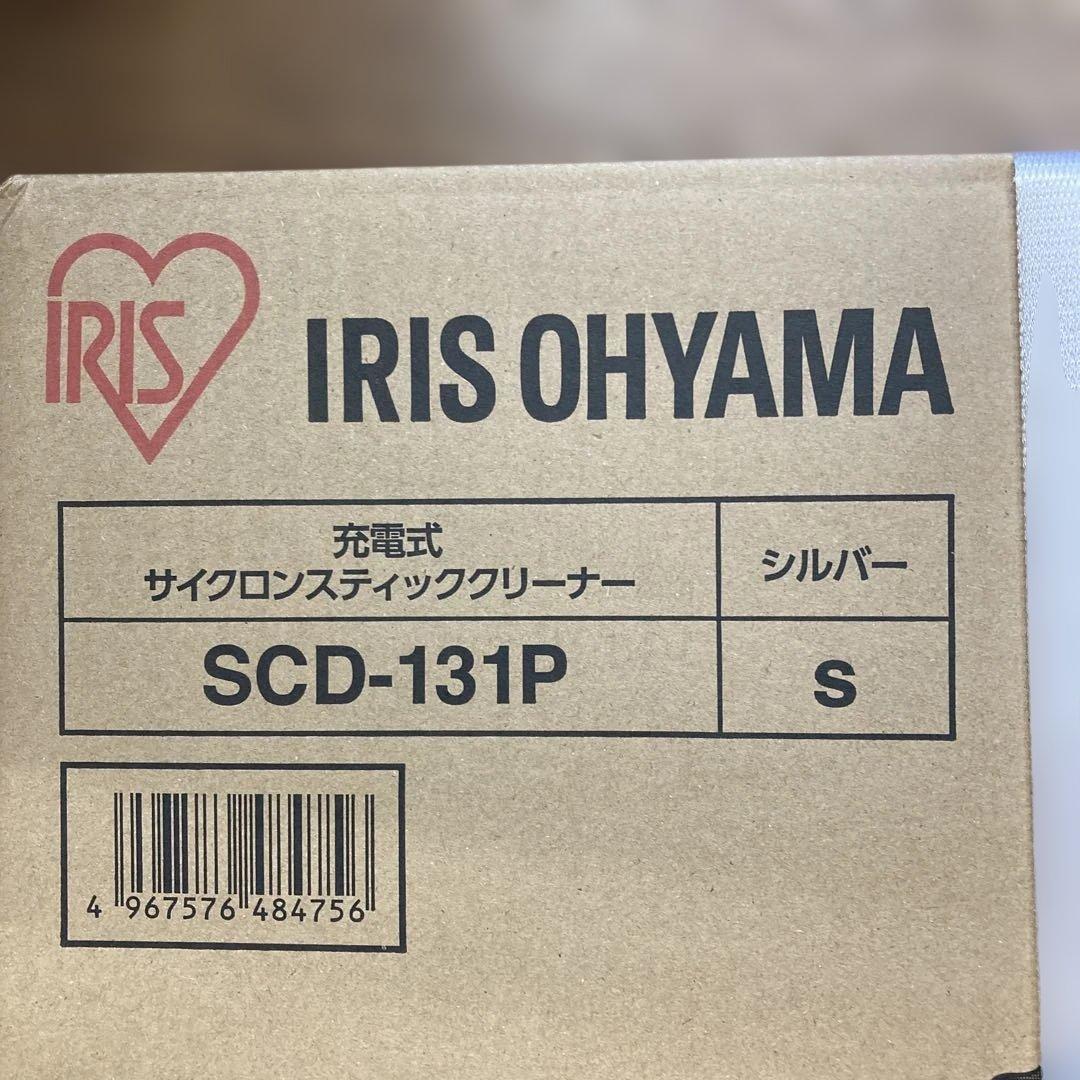 IRIS
IRIS OHYAMA
充電式
サイクロンスティッククリーナー
シルバー
SCD-131P
S
4 967576 484756